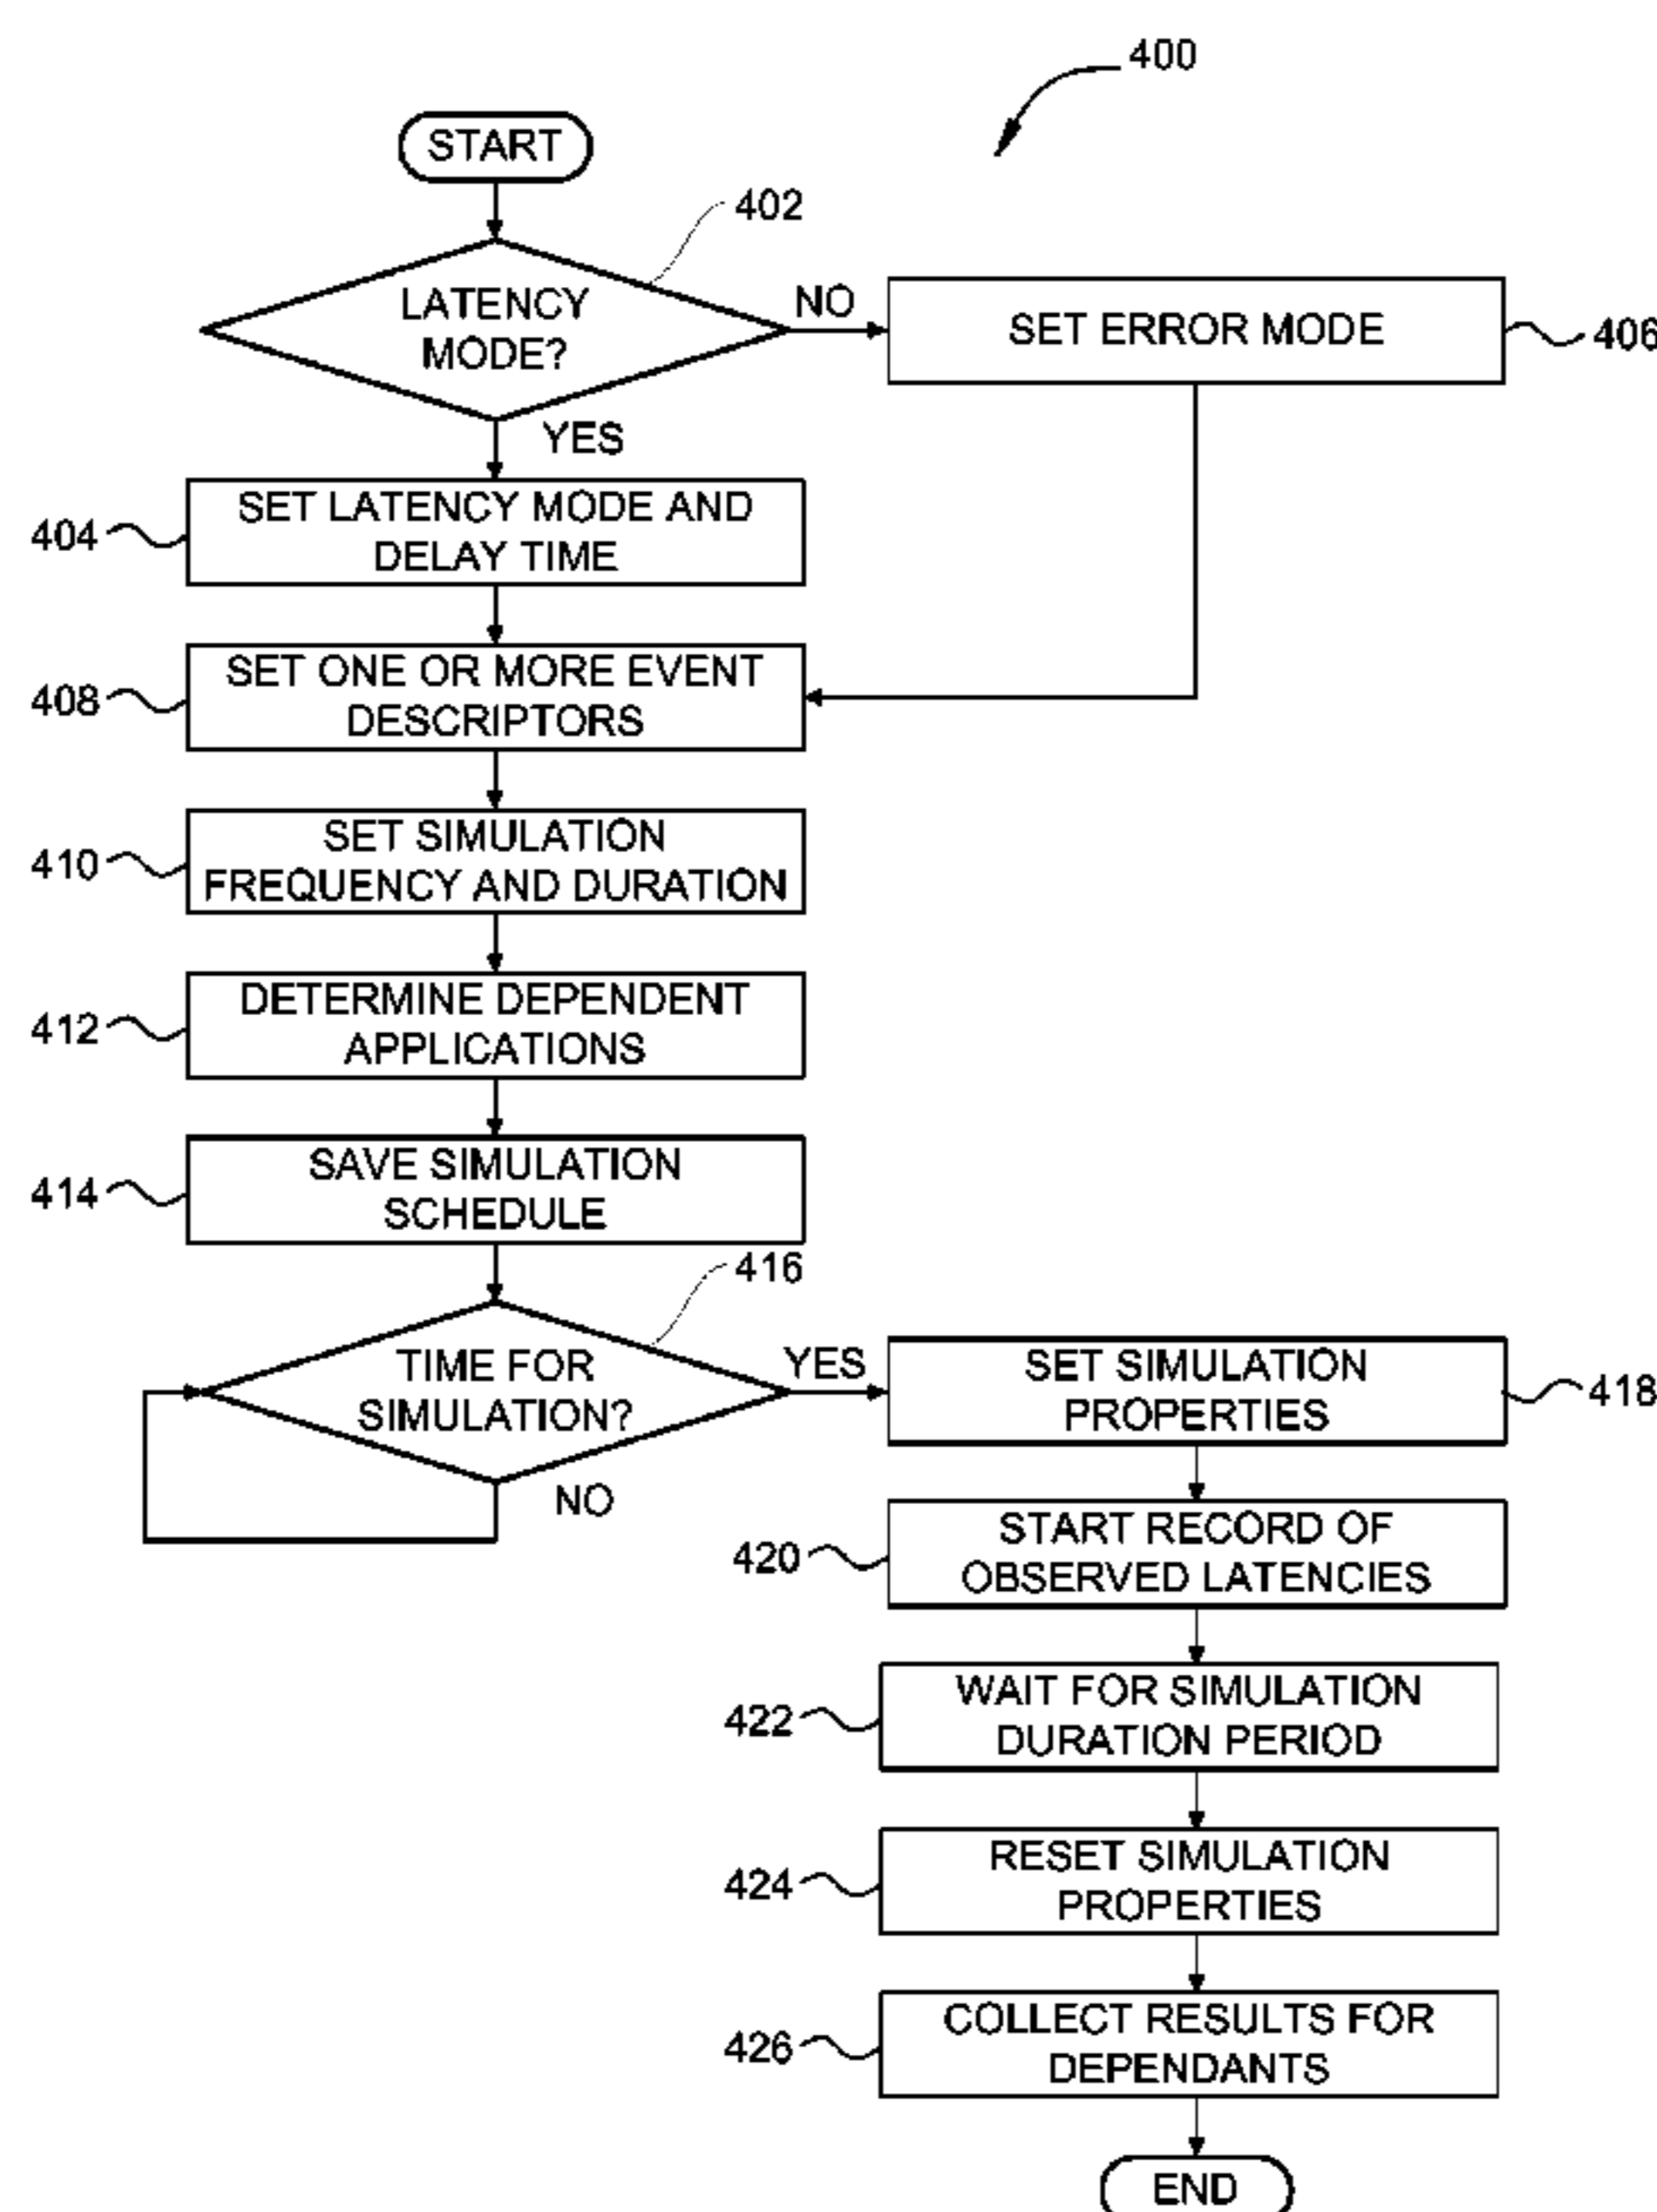 400
START
402
LATENCY
MODE?
NO
SET ERROR MODE
406
YES
404
SET LATENCY MODE AND
DELAY TIME
408
SET ONE OR MORE EVENT
DESCRIPTORS
410
SET SIMULATION
FREQUENCY AND DURATION
412
DETERMINE DEPENDENT
APPLICATIONS
414
SAVE SIMULATION
SCHEDULE
416
TIME FOR
SIMULATION?
YES
NO
SET SIMULATION
PROPERTIES
418
420
START RECORD OF
OBSERVED LATENCIES
422
WAIT FOR SIMULATION
DURATION PERIOD
424
RESET SIMULATION
PROPERTIES
426
COLLECT RESULTS FOR
DEPENDANTS
END